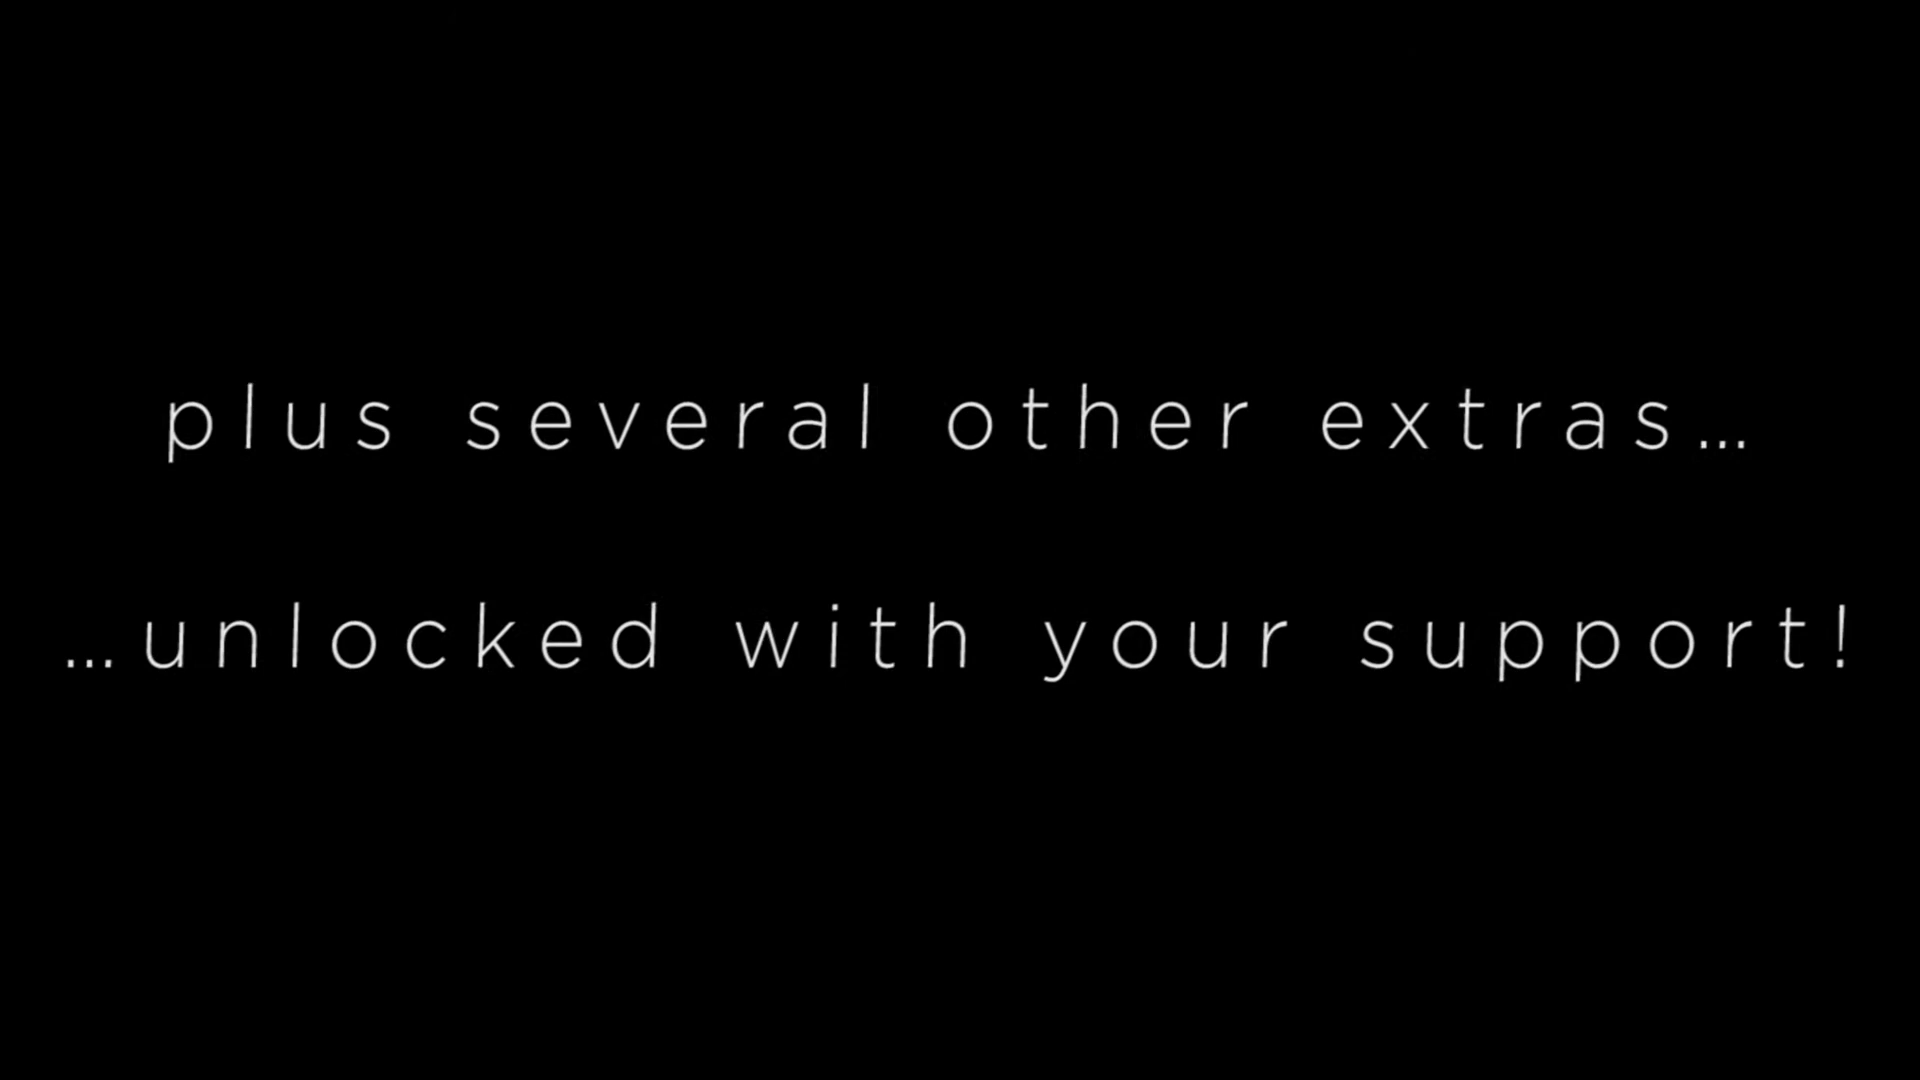 plus several other extras…
…unlocked with your support!